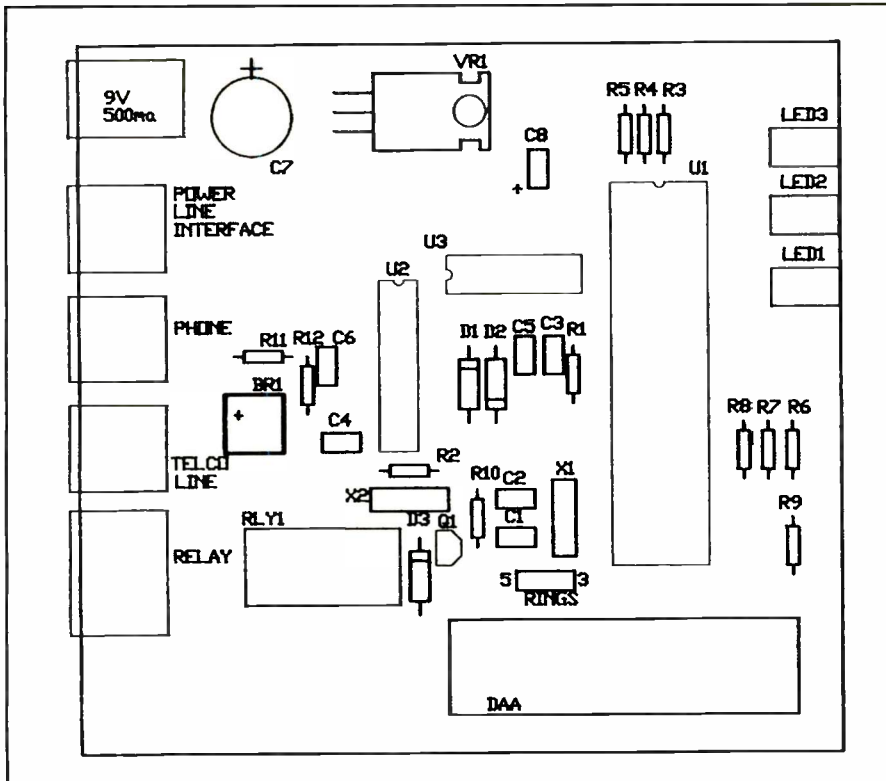 VR1
9V
500ma
C7
C8
R5 R4 R3
LED3
U1
LED2
POWER
LINE
INTERFACE
U3
LED1
U2
PHONE
R11
R12
C6
D1
D2
C5
C3
R1
BR1
C4
R8 R7 R6
TELCO
LINE
R2
R10
C2
X1
X2
RLY1
D3
Q1
C1
R9
RELAY
5
3
RINGS
DAA
+
+
+